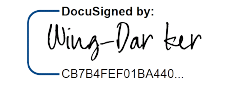 DocuSigned by:
Wing-Dar Ker
CB7B4FEF01BA440...